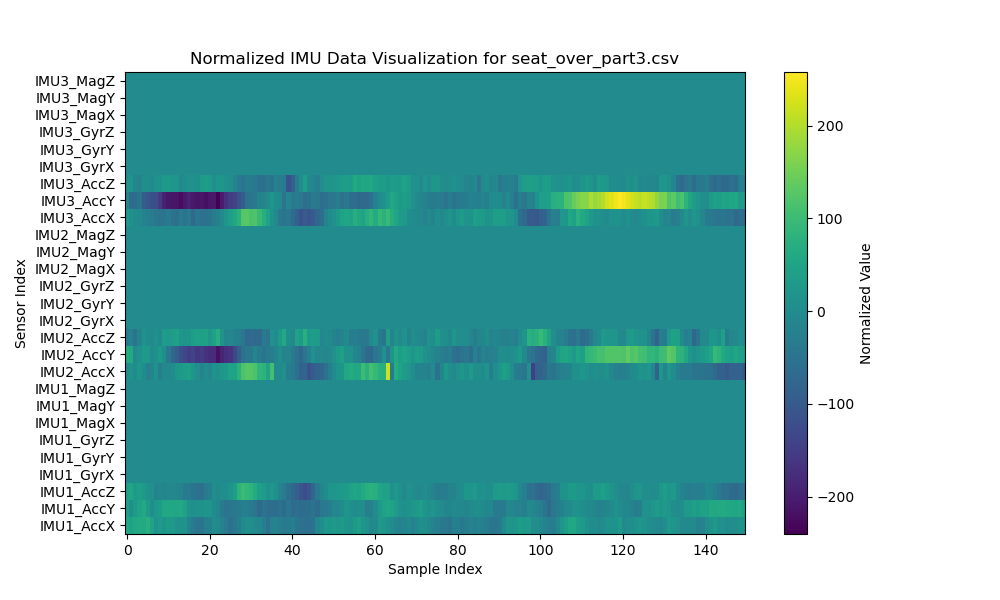 Normalized IMU Data Visualization for seat_over_part3.csv
Sensor Index
IMU3_MagZ
IMU3_MagY
IMU3_MagX
IMU3_GyrZ
IMU3_GyrY
IMU3_GyrX
IMU3_AccZ
IMU3_AccY
IMU3_AccX
IMU2_MagZ
IMU2_MagY
IMU2_MagX
IMU2_GyrZ
IMU2_GyrY
IMU2_GyrX
IMU2_AccZ
IMU2_AccY
IMU2_AccX
IMU1_MagZ
IMU1_MagY
IMU1_MagX
IMU1_GyrZ
IMU1_GyrY
IMU1_GyrX
IMU1_AccZ
IMU1_AccY
IMU1_AccX
0 20 40 60 80 100 120 140
Sample Index
200
100
0
−100
−200
Normalized Value